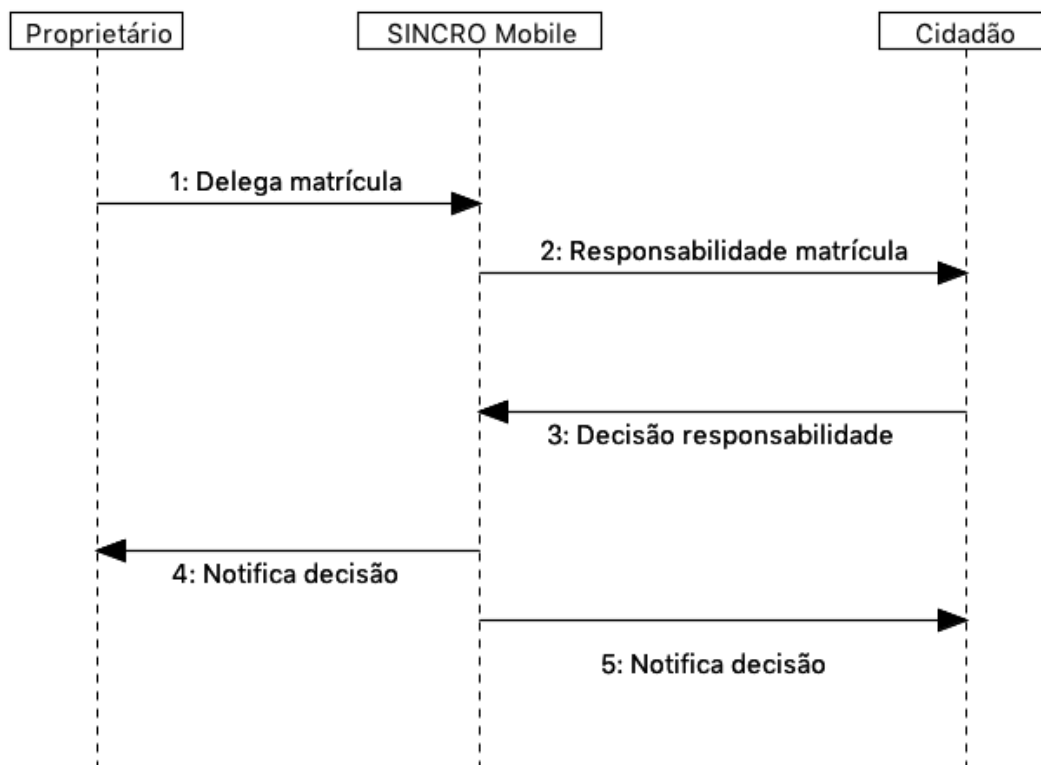 Proprietário
SINCRO Mobile
Cidadão
1: Delega matrícula
2: Responsabilidade matrícula
3: Decisão responsabilidade
4: Notifica decisão
5: Notifica decisão